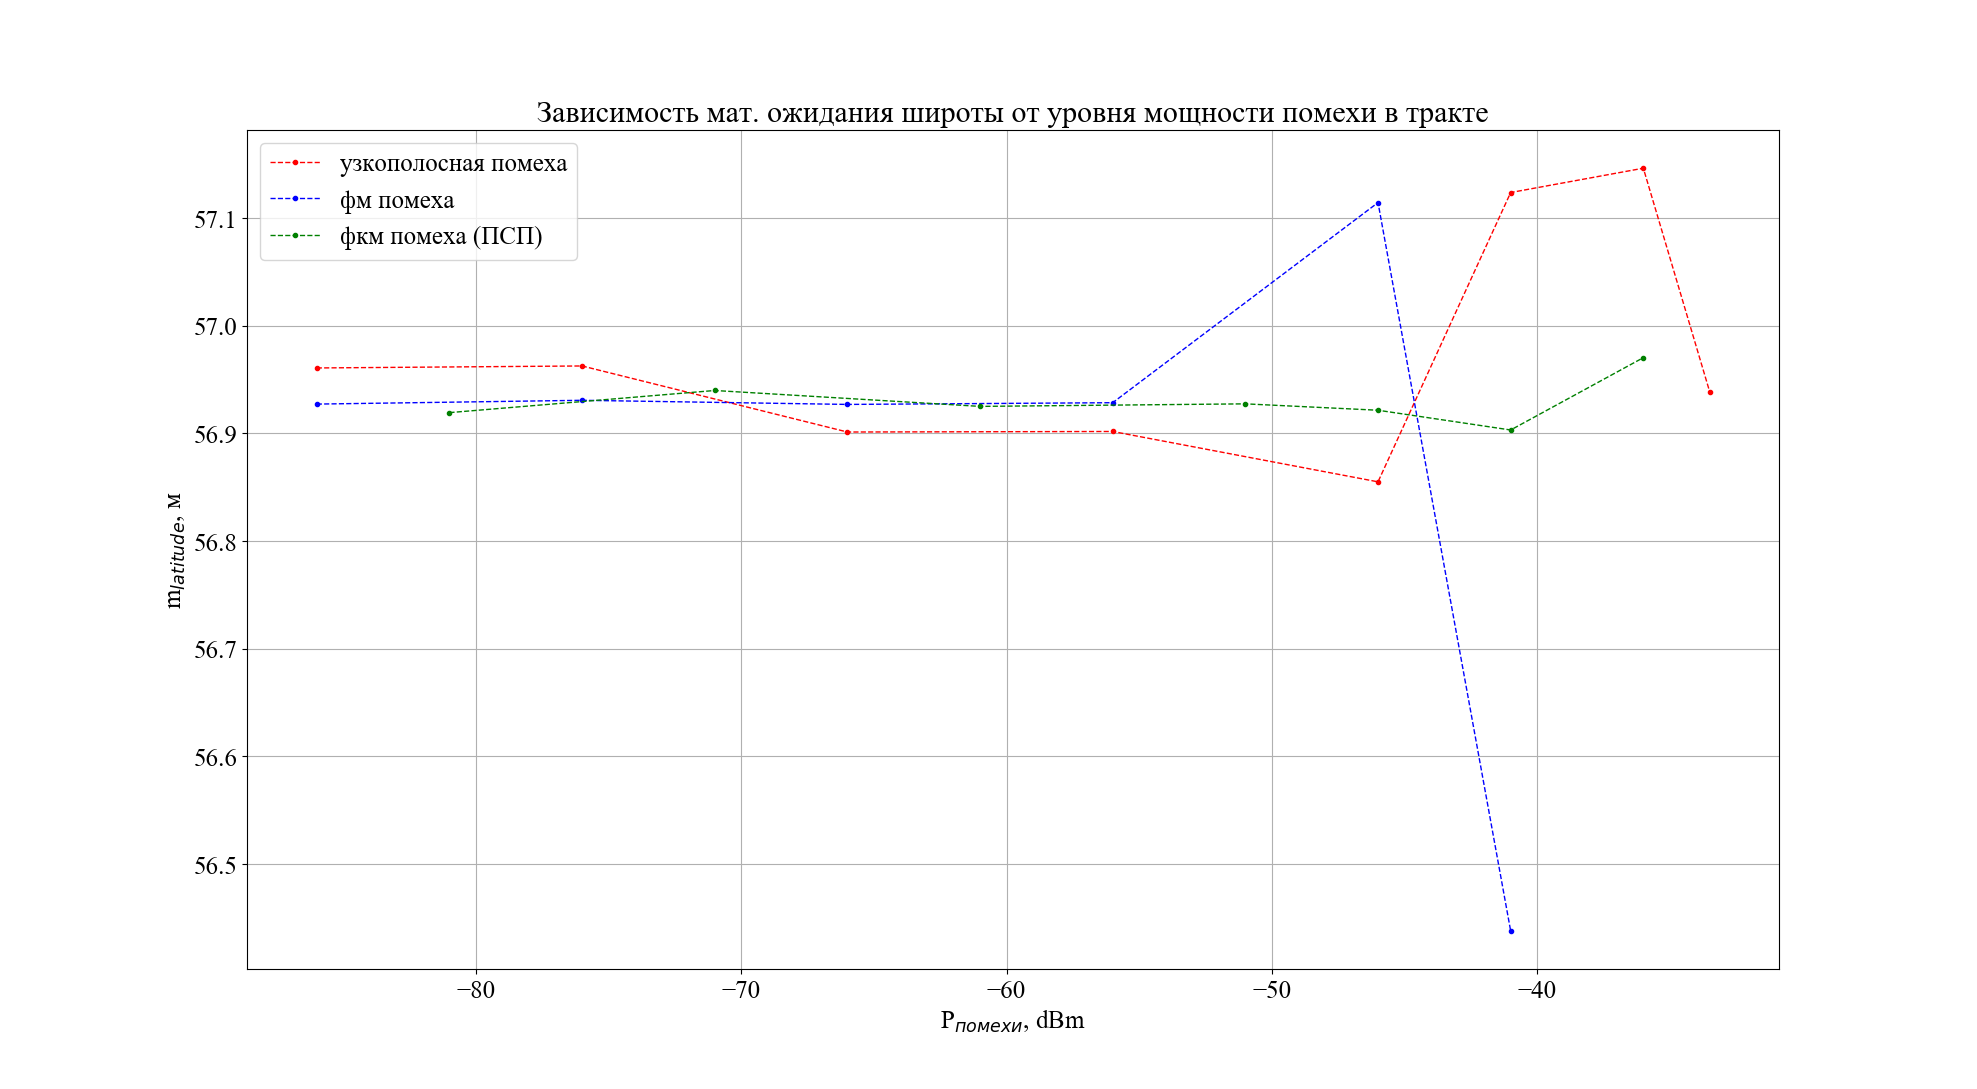 Зависимость мат. ожидания широты от уровня мощности помехи в тракте
узкополосная помеха
фм помеха
фкм помеха (ПСП)
57.1
57.0
56.9
56.8
56.7
56.6
56.5
m_latitude, м
−80 −70 −60 −50 −40
P_помехи, dBm